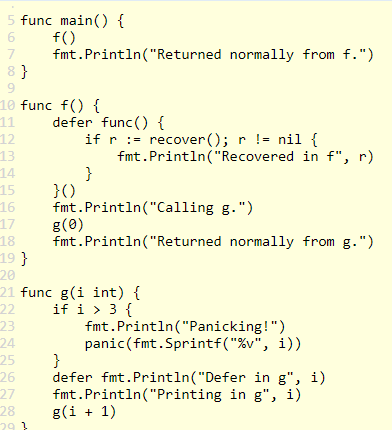 5 func main() {
6     f()
7     fmt.Println("Returned normally from f.")
8 }
9
10 func f() {
11     defer func() {
12         if r := recover(); r != nil {
13             fmt.Println("Recovered in f", r)
14         }
15     }()
16     fmt.Println("Calling g.")
17     g(0)
18     fmt.Println("Returned normally from g.")
19 }
20
21 func g(i int) {
22     if i > 3 {
23         fmt.Println("Panicking!")
24         panic(fmt.Sprintf("%v", i))
25     }
26     defer fmt.Println("Defer in g", i)
27     fmt.Println("Printing in g", i)
28     g(i + 1)
29 }